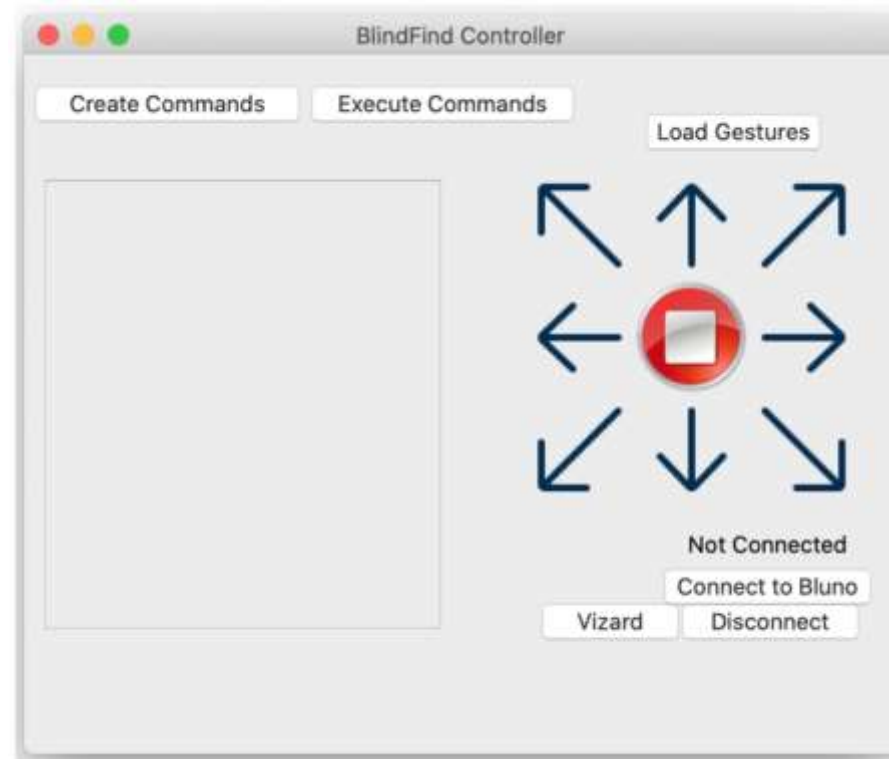 BlindFind Controller
Create Commands Execute Commands
Load Gestures
Not Connected
Connect to Bluno
Vizard Disconnect